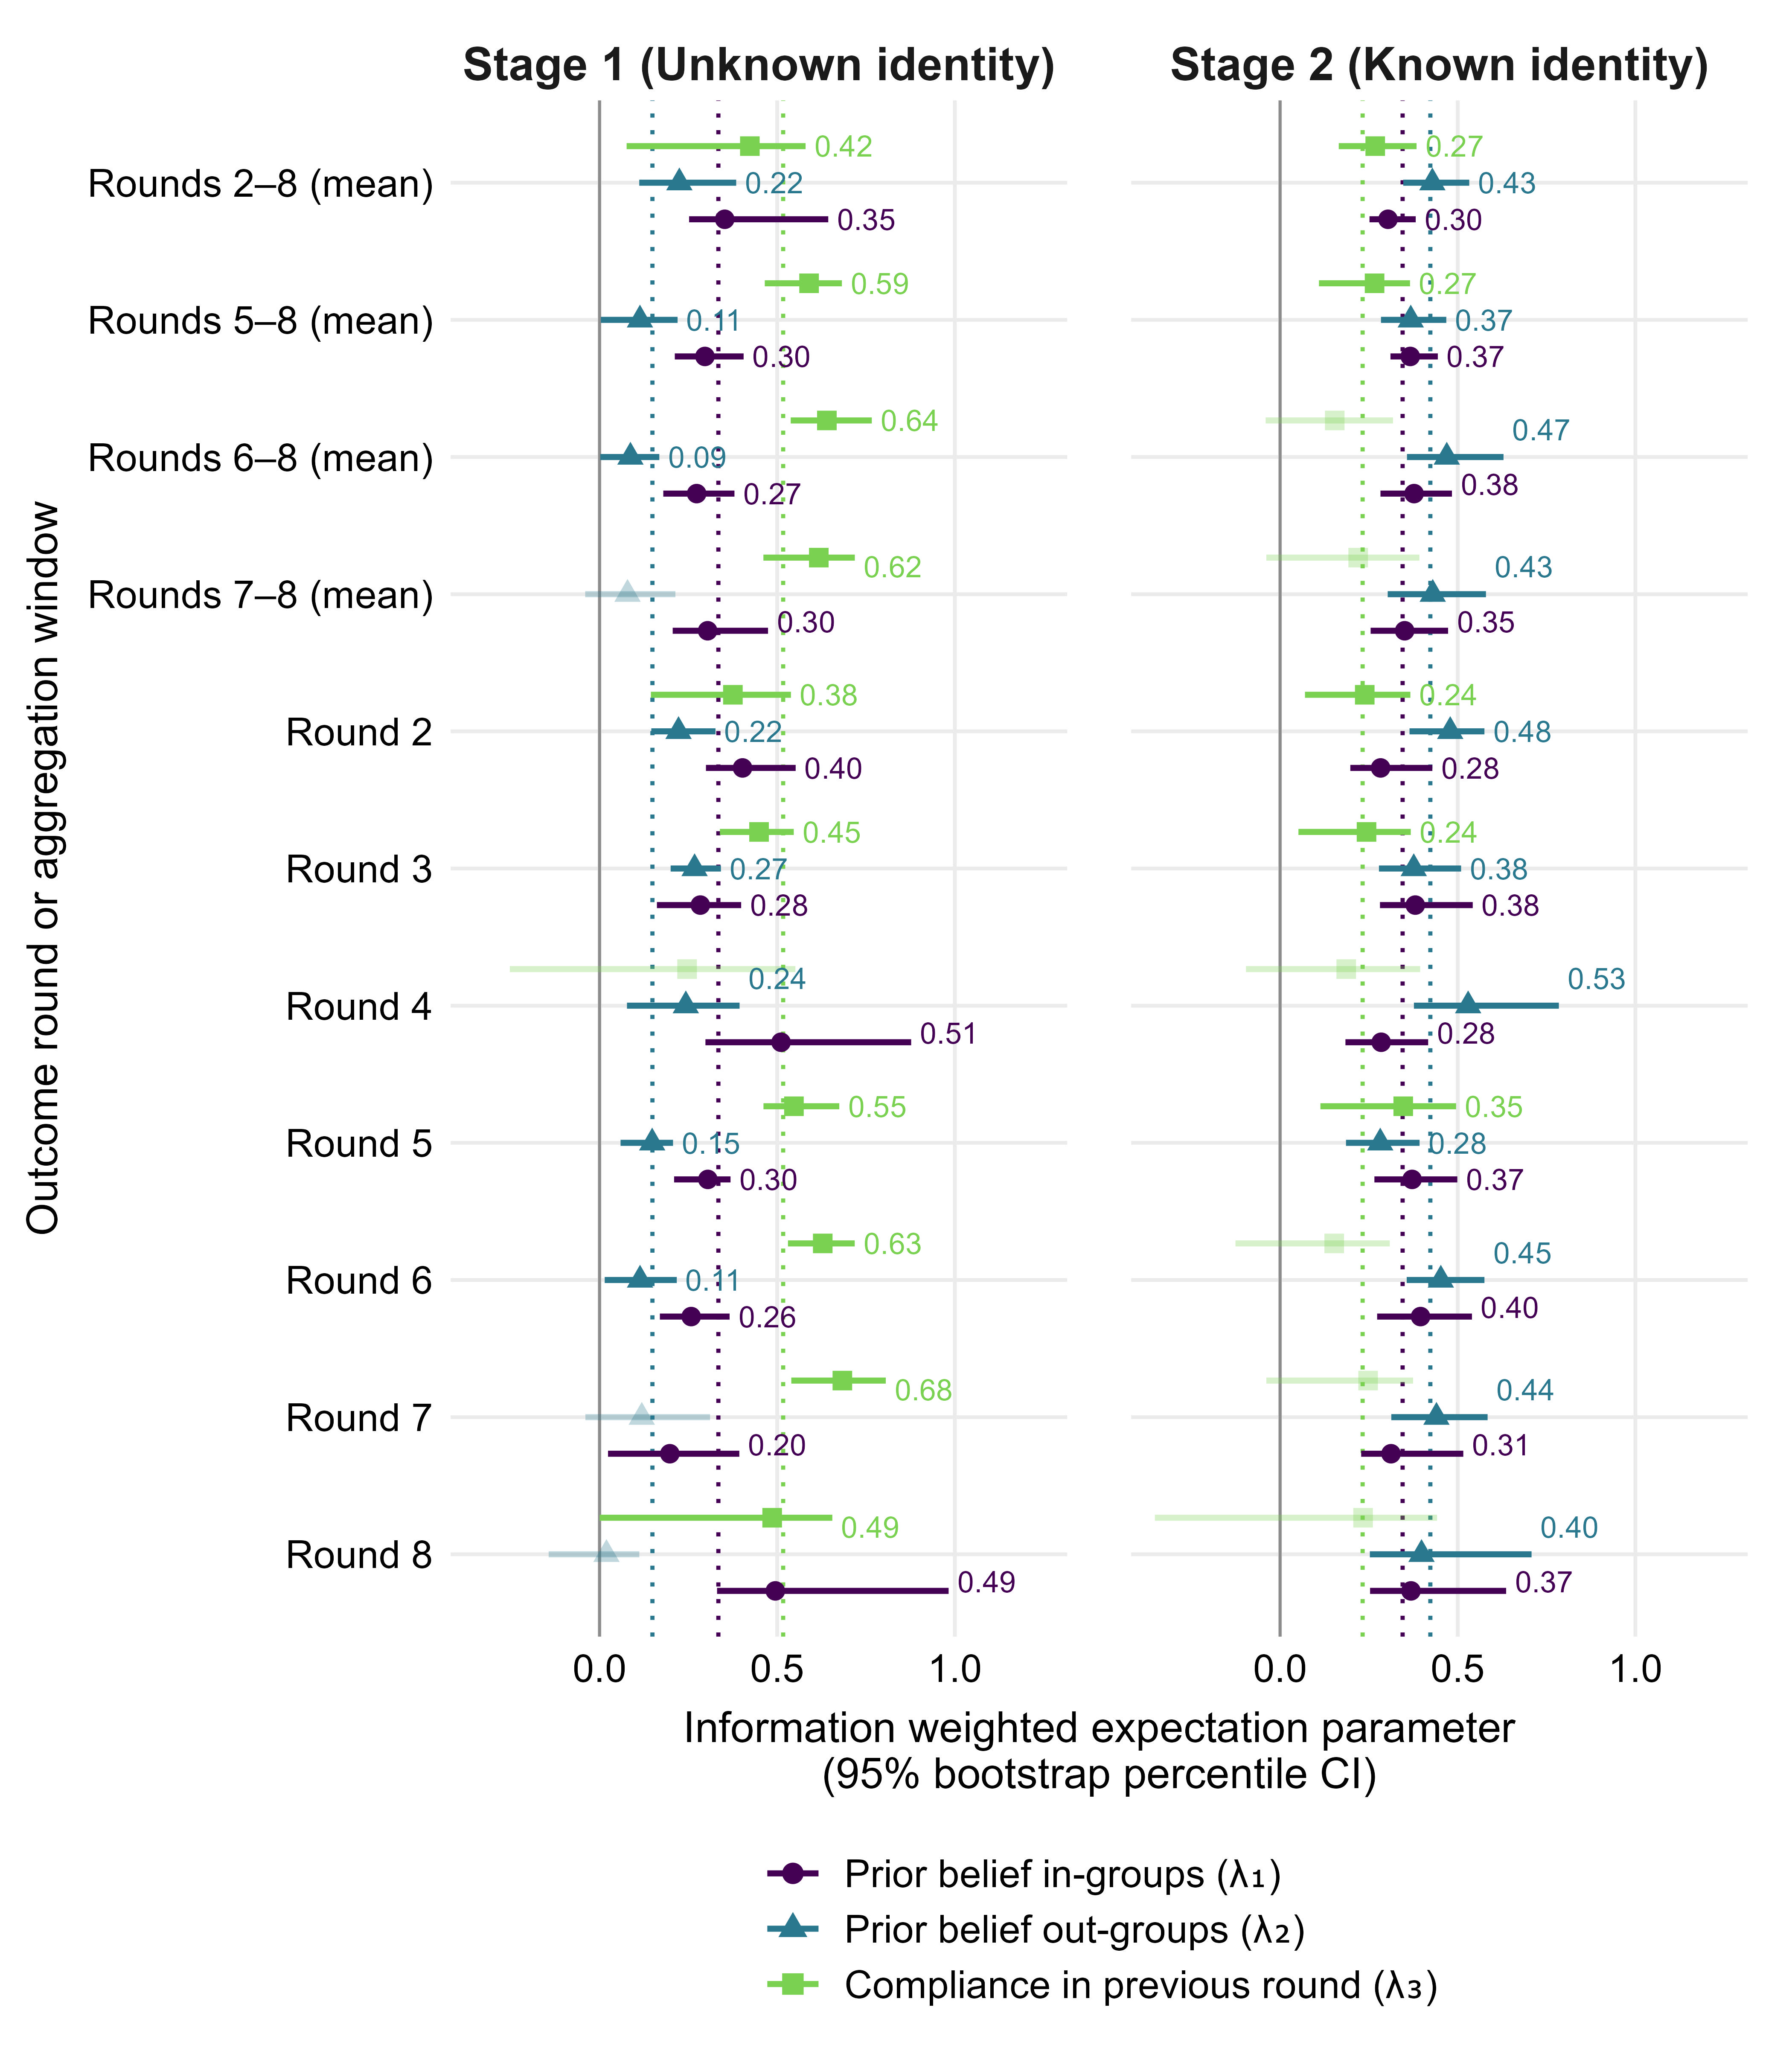 Stage 1 (Unknown identity)
Stage 2 (Known identity)
Outcome round or aggregation window
Rounds 2–8 (mean)
0.42
0.22
0.35
0.27
0.43
0.30
Rounds 5–8 (mean)
0.59
0.11
0.30
0.27
0.37
0.37
Rounds 6–8 (mean)
0.64
0.09
0.27
0.47
0.38
Rounds 7–8 (mean)
0.62
0.30
0.43
0.35
Round 2
0.38
0.22
0.40
0.24
0.48
0.28
Round 3
0.45
0.27
0.28
0.24
0.38
0.38
Round 4
0.24
0.51
0.53
0.28
Round 5
0.55
0.15
0.30
0.35
0.28
0.37
Round 6
0.63
0.11
0.26
0.45
0.40
Round 7
0.68
0.20
0.44
0.31
Round 8
0.49
0.49
0.40
0.37
0.0 0.5 1.0
0.0 0.5 1.0
Information weighted expectation parameter
(95% bootstrap percentile CI)
Prior belief in-groups (λ₁)
Prior belief out-groups (λ₂)
Compliance in previous round (λ₃)